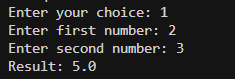 Enter your choice: 1
Enter first number: 2
Enter second number: 3
Result: 5.0